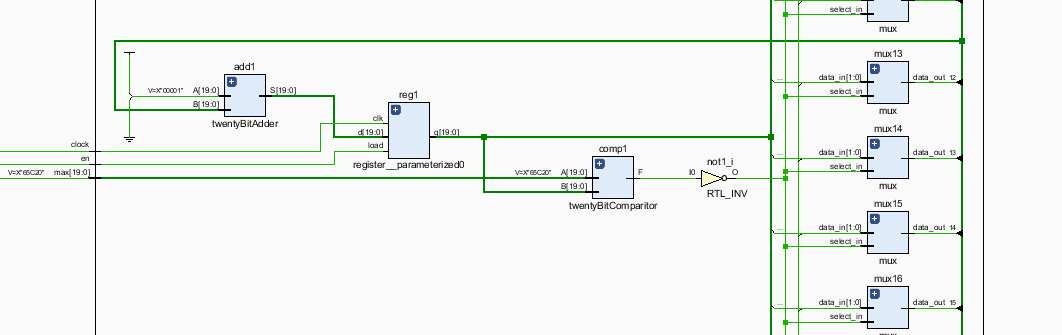 select_in
mux
mux13
data_in[1:0] data_out 12
select_in
mux
add1
V=X"00001" A[19:0] S[19:0]
B[19:0]
twentyBitAdder
reg1
clk
d[19:0] q[19:0]
load
register__parameterized0
clock
en
V=X"65C20" max[19:0]
comp1
V=X"65C20" A[19:0] F
B[19:0]
twentyBitComparitor
not1_i
I0 O
RTL_INV
mux14
data_in[1:0] data_out 13
select_in
mux
mux15
data_in[1:0] data_out 14
select_in
mux
mux16
data_in[1:0] data_out 15
select_in